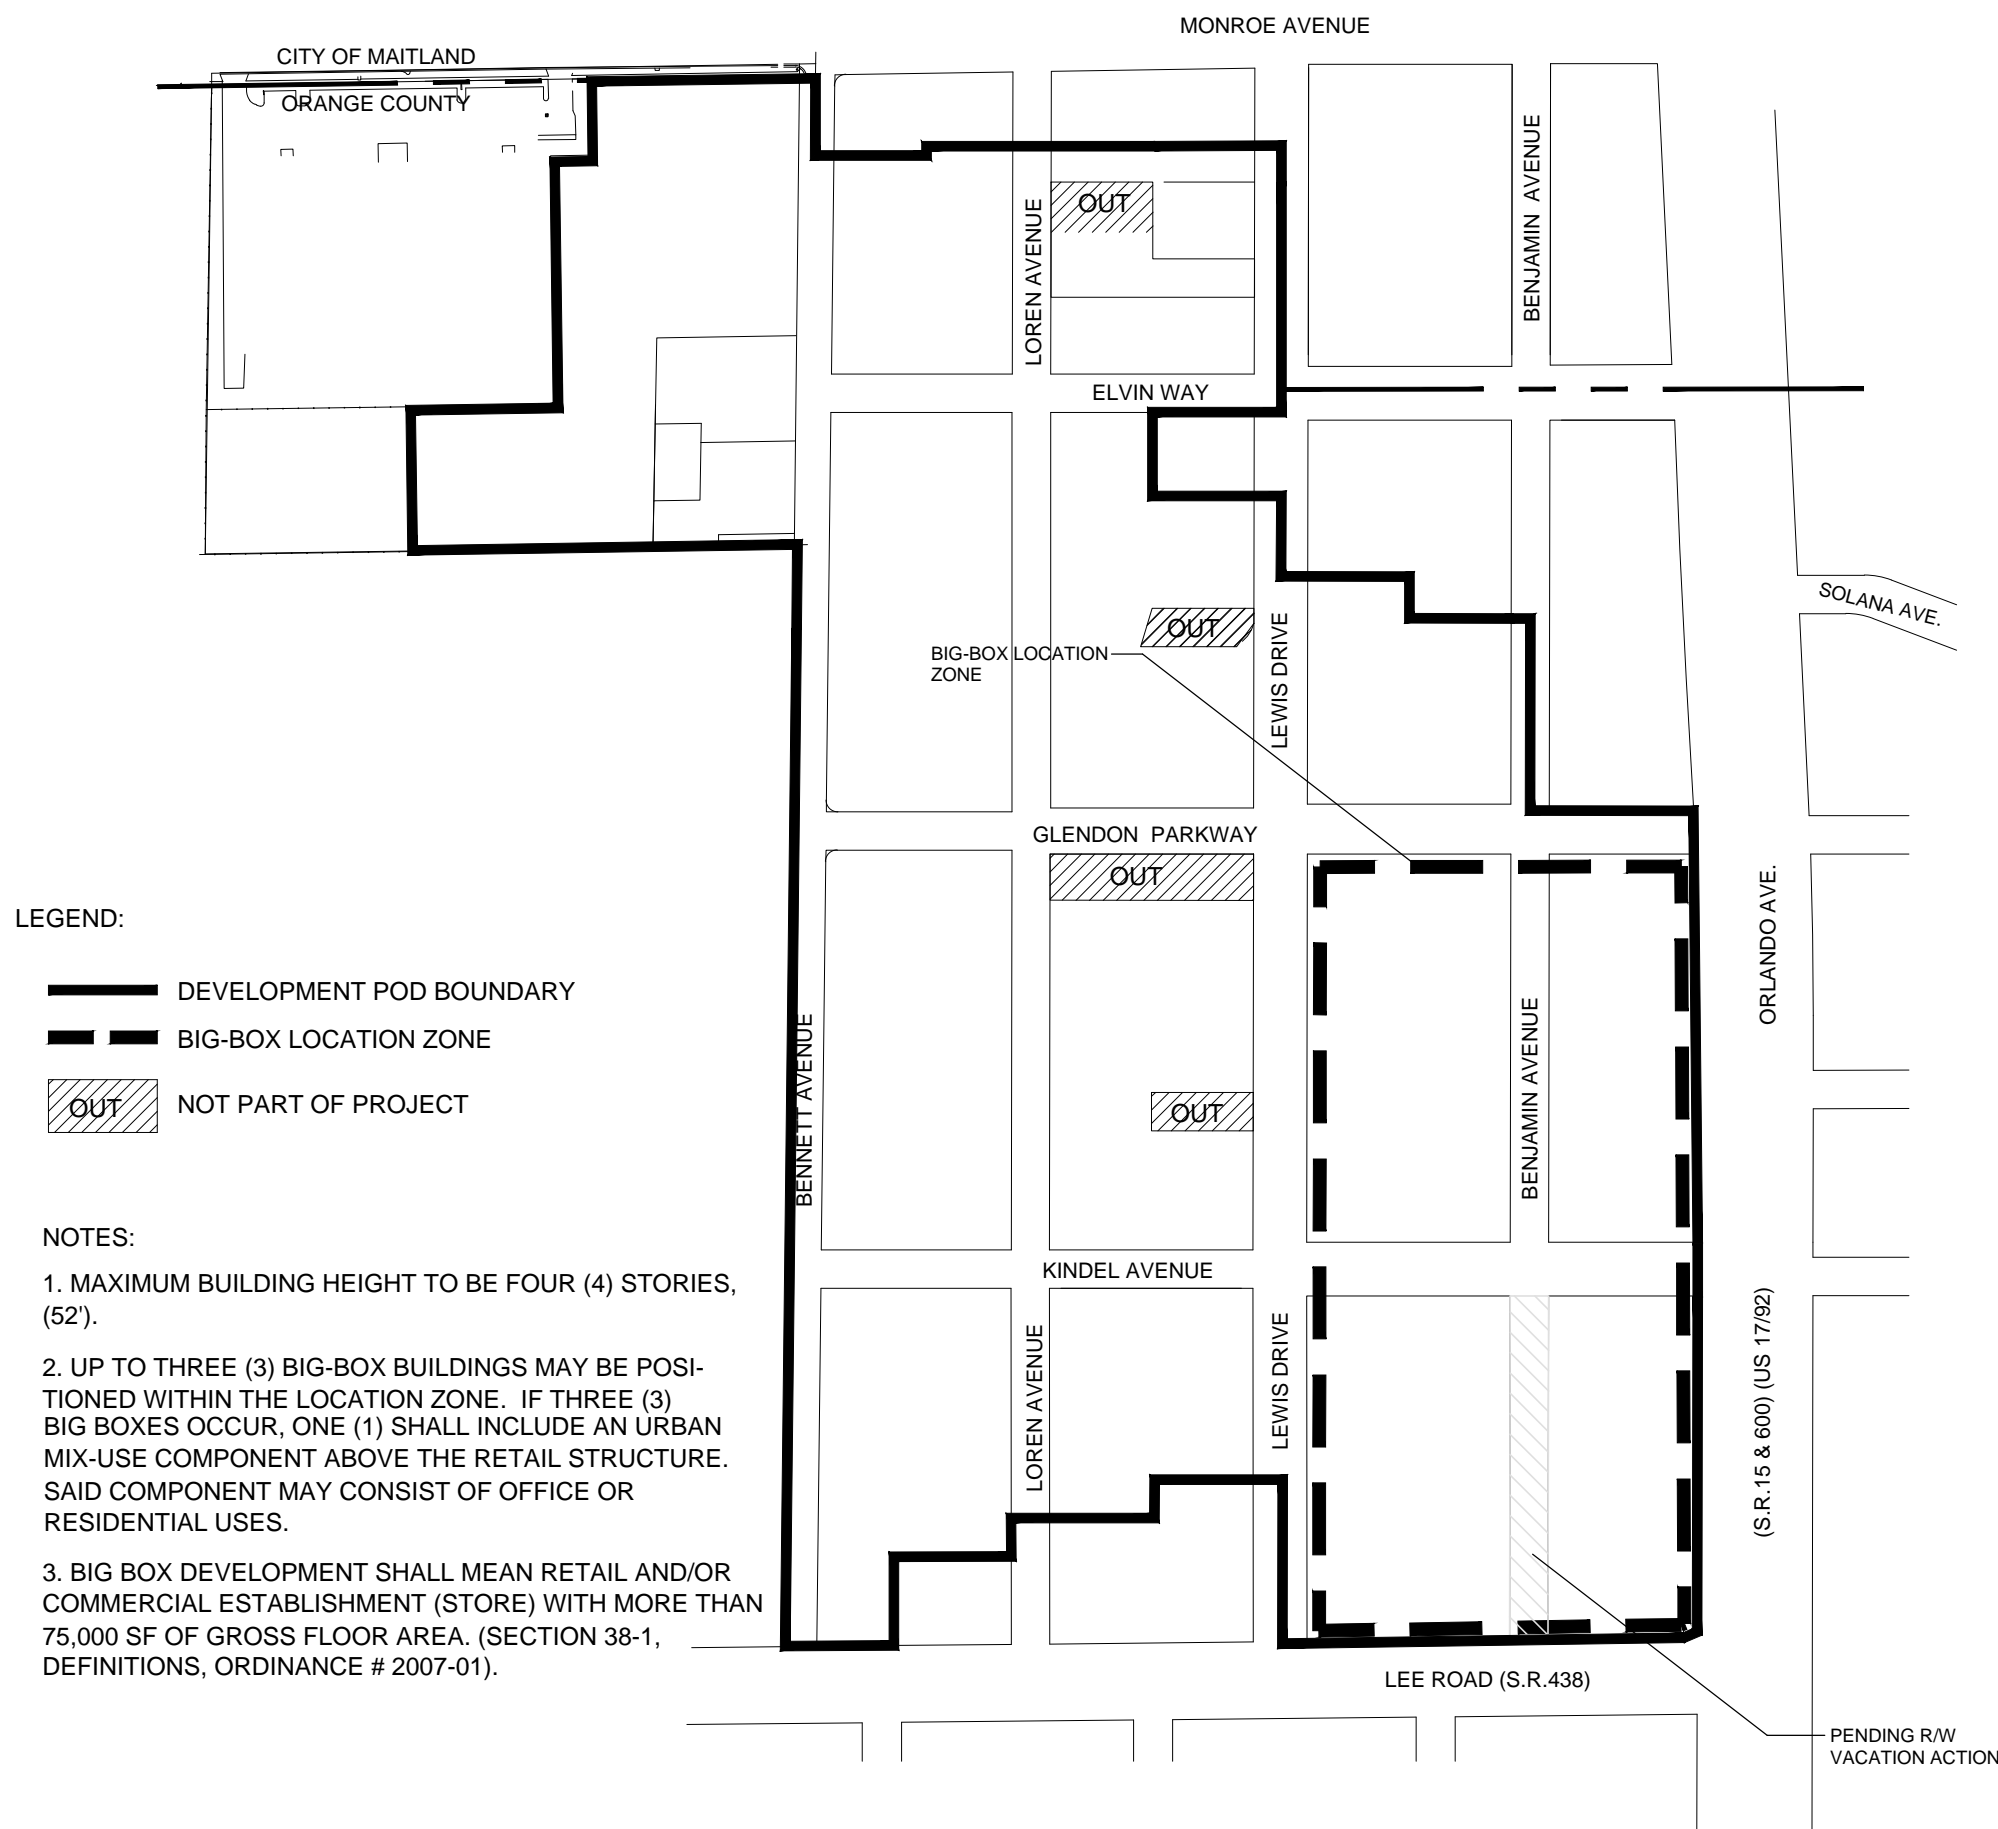 MONROE AVENUE
CITY OF MAITLAND
ORANGE COUNTY
BENJAMIN AVENUE
OUT
LOREN AVENUE
ELVIN WAY
SOLANA AVE.
OUT
BIG-BOX LOCATION
ZONE
LEWIS DRIVE
GLENDON PARKWAY
OUT
ORLANDO AVE.
LEGEND:
DEVELOPMENT POD BOUNDARY
BIG-BOX LOCATION ZONE
OUT
NOT PART OF PROJECT
BENNETT AVENUE
BENJAMIN AVENUE
OUT
NOTES:
KINDEL AVENUE
1. MAXIMUM BUILDING HEIGHT TO BE FOUR (4) STORIES,
(52').
2. UP TO THREE (3) BIG-BOX BUILDINGS MAY BE POSI-
TIONED WITHIN THE LOCATION ZONE. IF THREE (3)
BIG BOXES OCCUR, ONE (1) SHALL INCLUDE AN URBAN
MIX-USE COMPONENT ABOVE THE RETAIL STRUCTURE.
SAID COMPONENT MAY CONSIST OF OFFICE OR
RESIDENTIAL USES.
3. BIG BOX DEVELOPMENT SHALL MEAN RETAIL AND/OR
COMMERCIAL ESTABLISHMENT (STORE) WITH MORE THAN
75,000 SF OF GROSS FLOOR AREA. (SECTION 38-1,
DEFINITIONS, ORDINANCE # 2007-01).
LOREN AVENUE
LEWIS DRIVE
(S.R.15 & 600) (US 17/92)
LEE ROAD (S.R.438)
PENDING R/W
VACATION ACTION